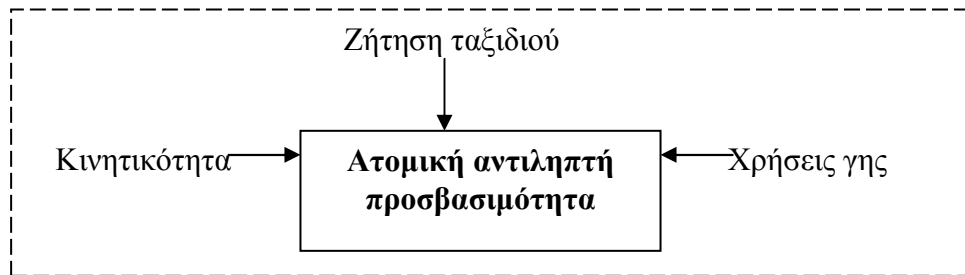 Ζήτηση ταξιδιού
Κινητικότητα
Ατομική αντιληπτή
προσβασιμότητα
Χρήσεις γης